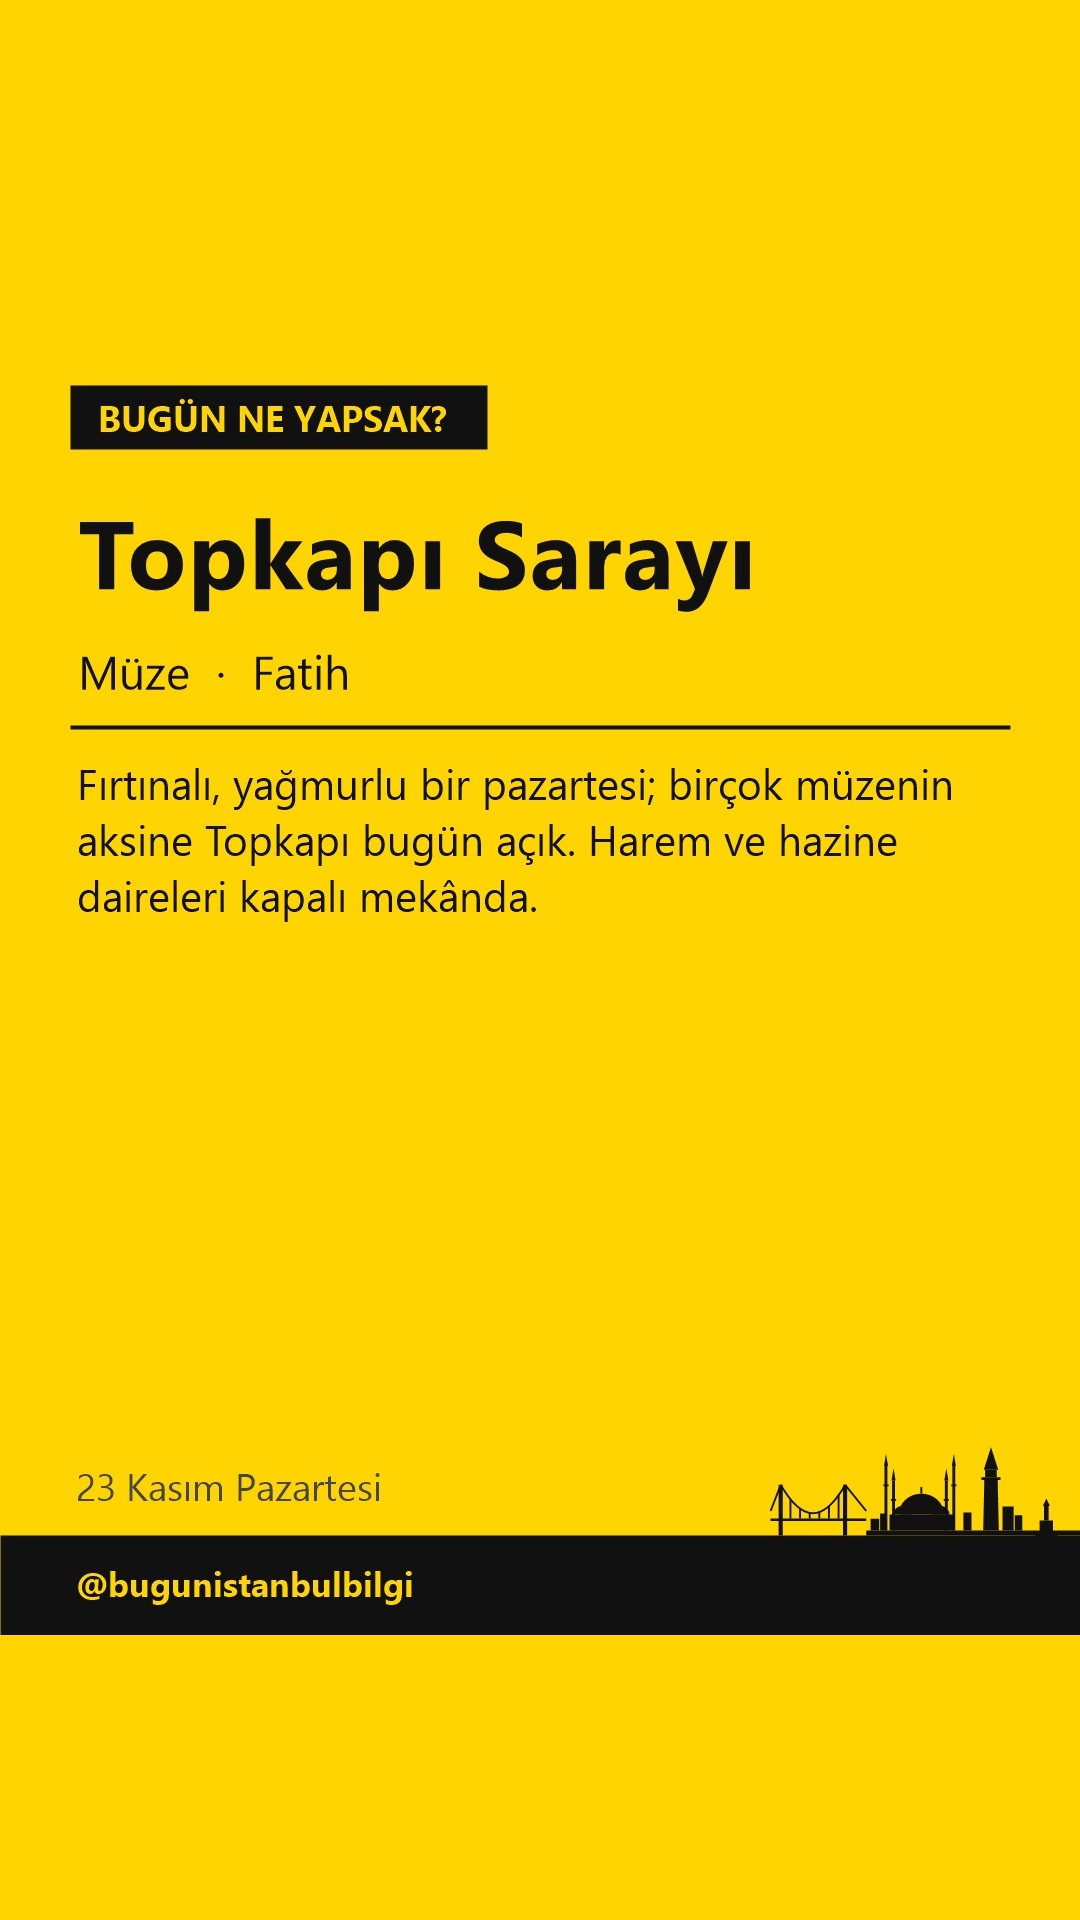 BUGÜN NE YAPSAK?
Topkapı Sarayı
Müze · Fatih
Fırtınalı, yağmurlu bir pazartesi; birçok müzenin
aksine Topkapı bugün açık. Harem ve hazine
daireleri kapalı mekânda.
23 Kasım Pazartesi
@bugunistanbulbilgi